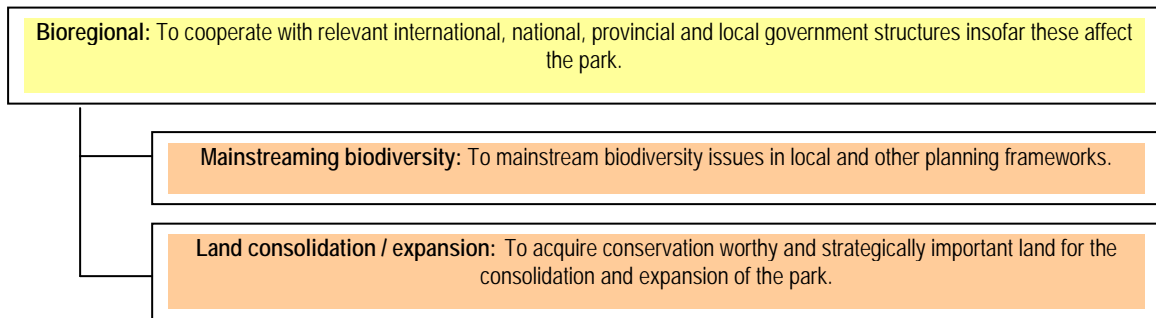 Bioregional: To cooperate with relevant international, national, provincial and local government structures insofar these affect
the park.
Mainstreaming biodiversity: To mainstream biodiversity issues in local and other planning frameworks.
Land consolidation / expansion: To acquire conservation worthy and strategically important land for the
consolidation and expansion of the park.